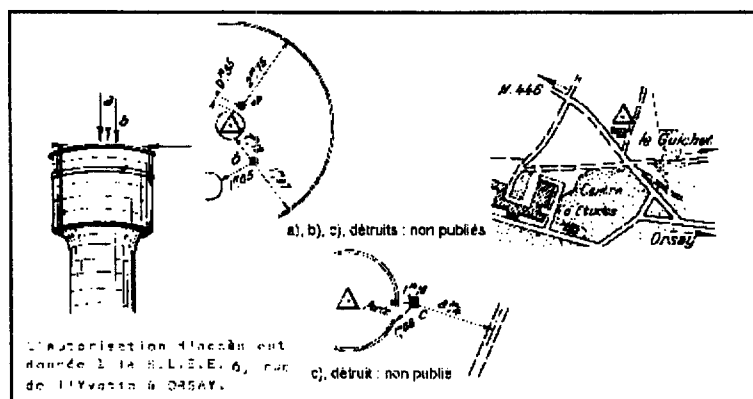 a
b
a
b
N. 446
le Guichet
Centre
d'Etudes
Orsay
a), b), c), détruits : non publiés
C
L'autorisation d'accès est
donnée à la S.L.E.E. 6, rue
de l'Yvette à ORSAY.
c), détruit : non publié